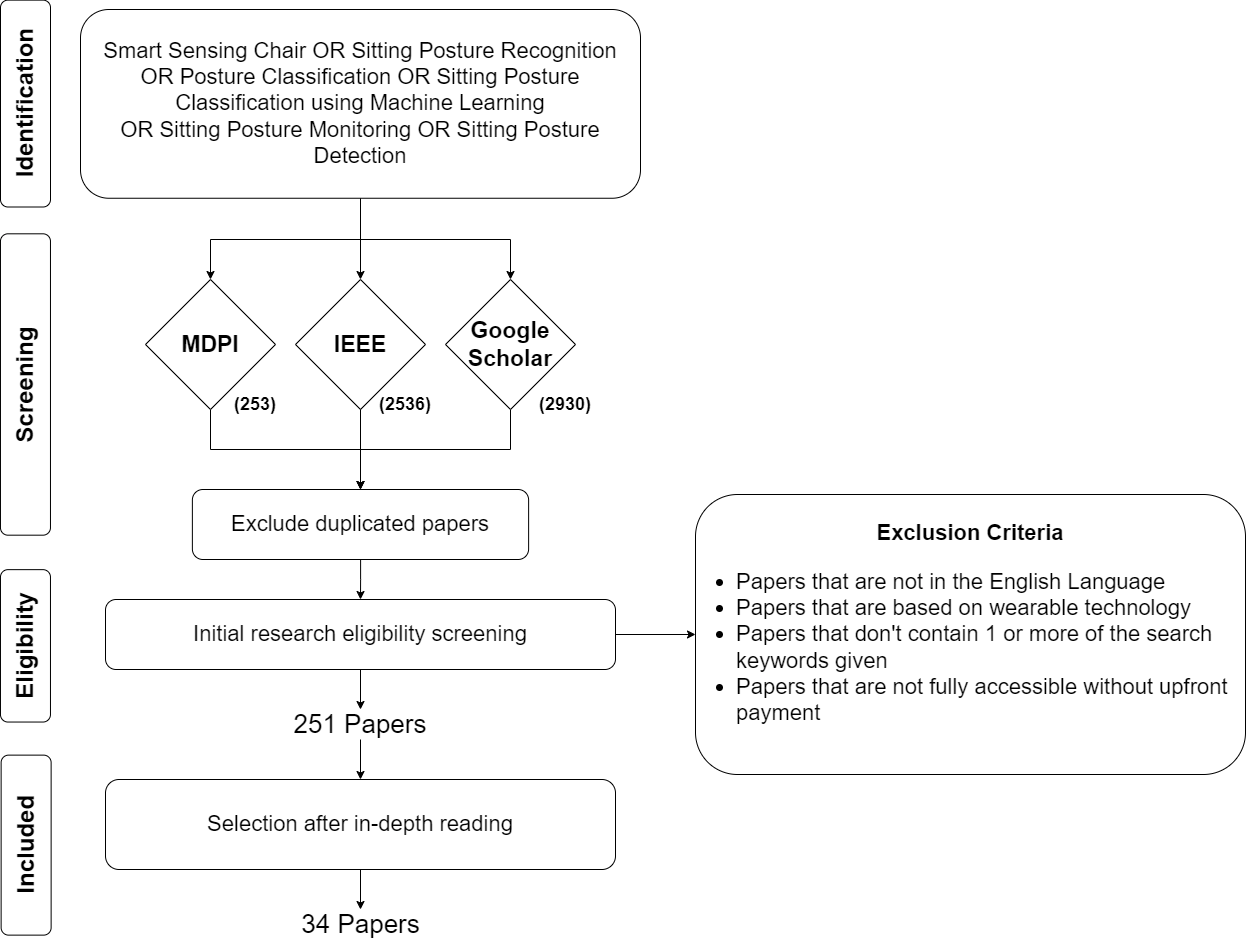 Identification
Smart Sensing Chair OR Sitting Posture Recognition
OR Posture Classification OR Sitting Posture
Classification using Machine Learning
OR Sitting Posture Monitoring OR Sitting Posture
Detection
Screening
MDPI
(253)
IEEE
(2536)
Google
Scholar
(2930)
Exclude duplicated papers
Eligibility
Initial research eligibility screening
Exclusion Criteria
• Papers that are not in the English Language
• Papers that are based on wearable technology
• Papers that don't contain 1 or more of the search
keywords given
• Papers that are not fully accessible without upfront
payment
251 Papers
Included
Selection after in-depth reading
34 Papers